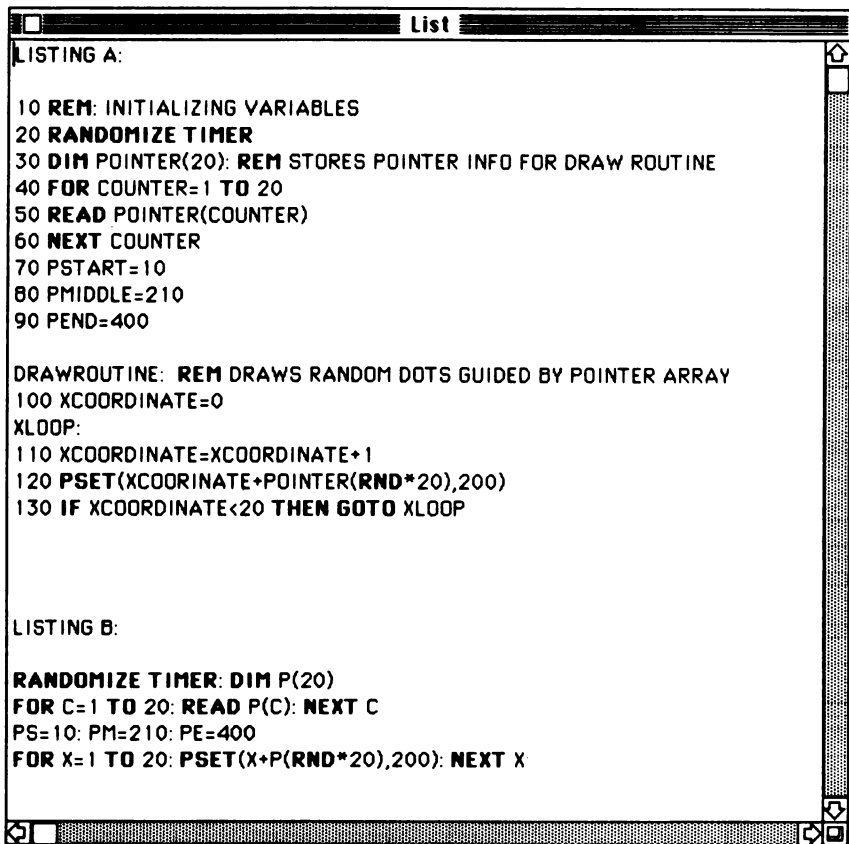 List
LISTING A:
10 REM: INITIALIZING VARIABLES
20 RANDOMIZE TIMER
30 DIM POINTER(20): REM STORES POINTER INFO FOR DRAW ROUTINE
40 FOR COUNTER=1 TO 20
50 READ POINTER(COUNTER)
60 NEXT COUNTER
70 PSTART=10
80 PMIDDLE=210
90 PEND=400
DRAWROUTINE: REM DRAWS RANDOM DOTS GUIDED BY POINTER ARRAY
100 XCOORDINATE=0
XLOOP:
110 XCOORDINATE=XCOORDINATE+1
120 PSET(XCOORINATE+POINTER(RND*20),200)
130 IF XCOORDINATE<20 THEN GOTO XLOOP
LISTING B:
RANDOMIZE TIMER: DIM P(20)
FOR C=1 TO 20: READ P(C): NEXT C
PS=10: PM=210: PE=400
FOR X=1 TO 20: PSET(X+P(RND*20),200): NEXT X